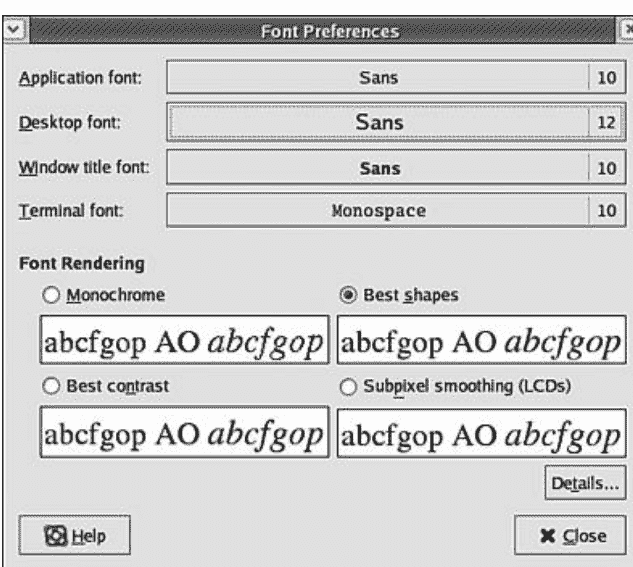 Font Preferences
Application font: Sans 10
Desktop font: Sans 12
Window title font: Sans 10
Terminal font: Monospace 10
Font Rendering
Monochrome Best shapes
abcfgop AO abcfgop abcfgop AO abcfgop
Best contrast Subpixel smoothing (LCDs)
abcfgop AO abcfgop abcfgop AO abcfgop
Details...
Help Close